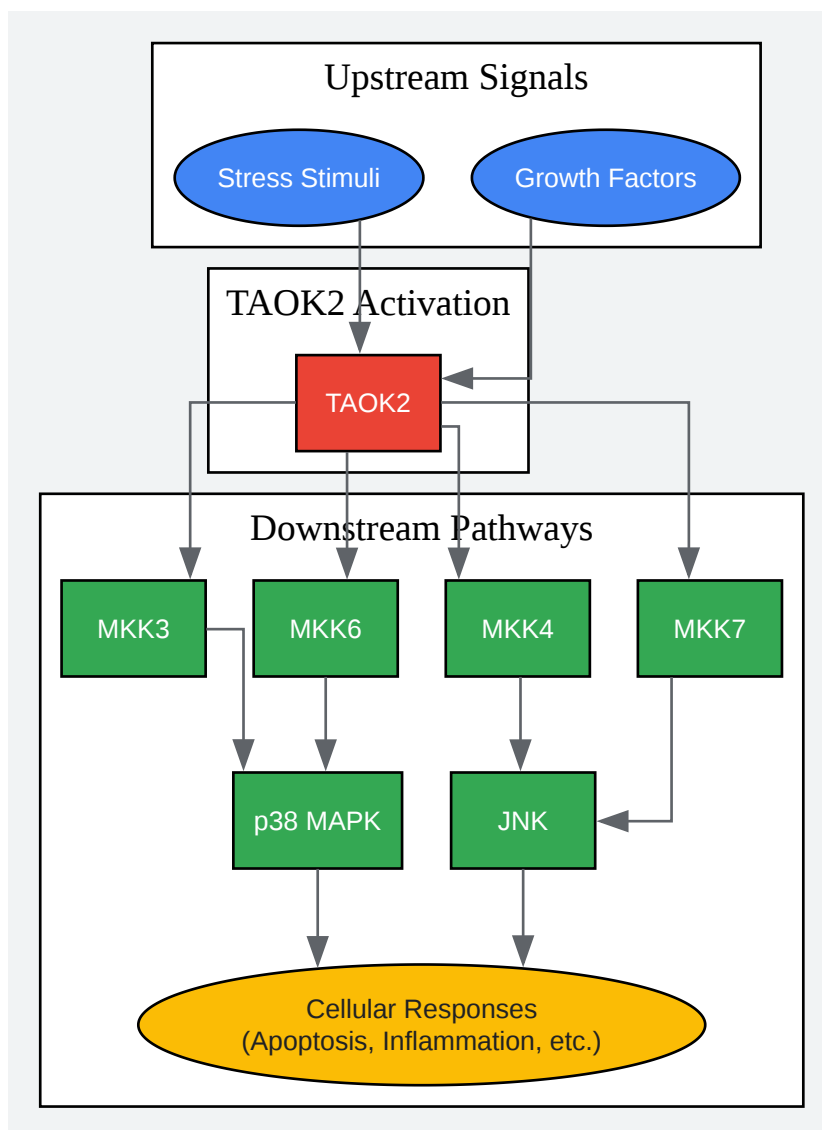 Upstream Signals
Stress Stimuli
Growth Factors
TAOK2 Activation
TAOK2
Downstream Pathways
MKK3
MKK6
MKK4
MKK7
p38 MAPK
JNK
Cellular Responses
(Apoptosis, Inflammation, etc.)